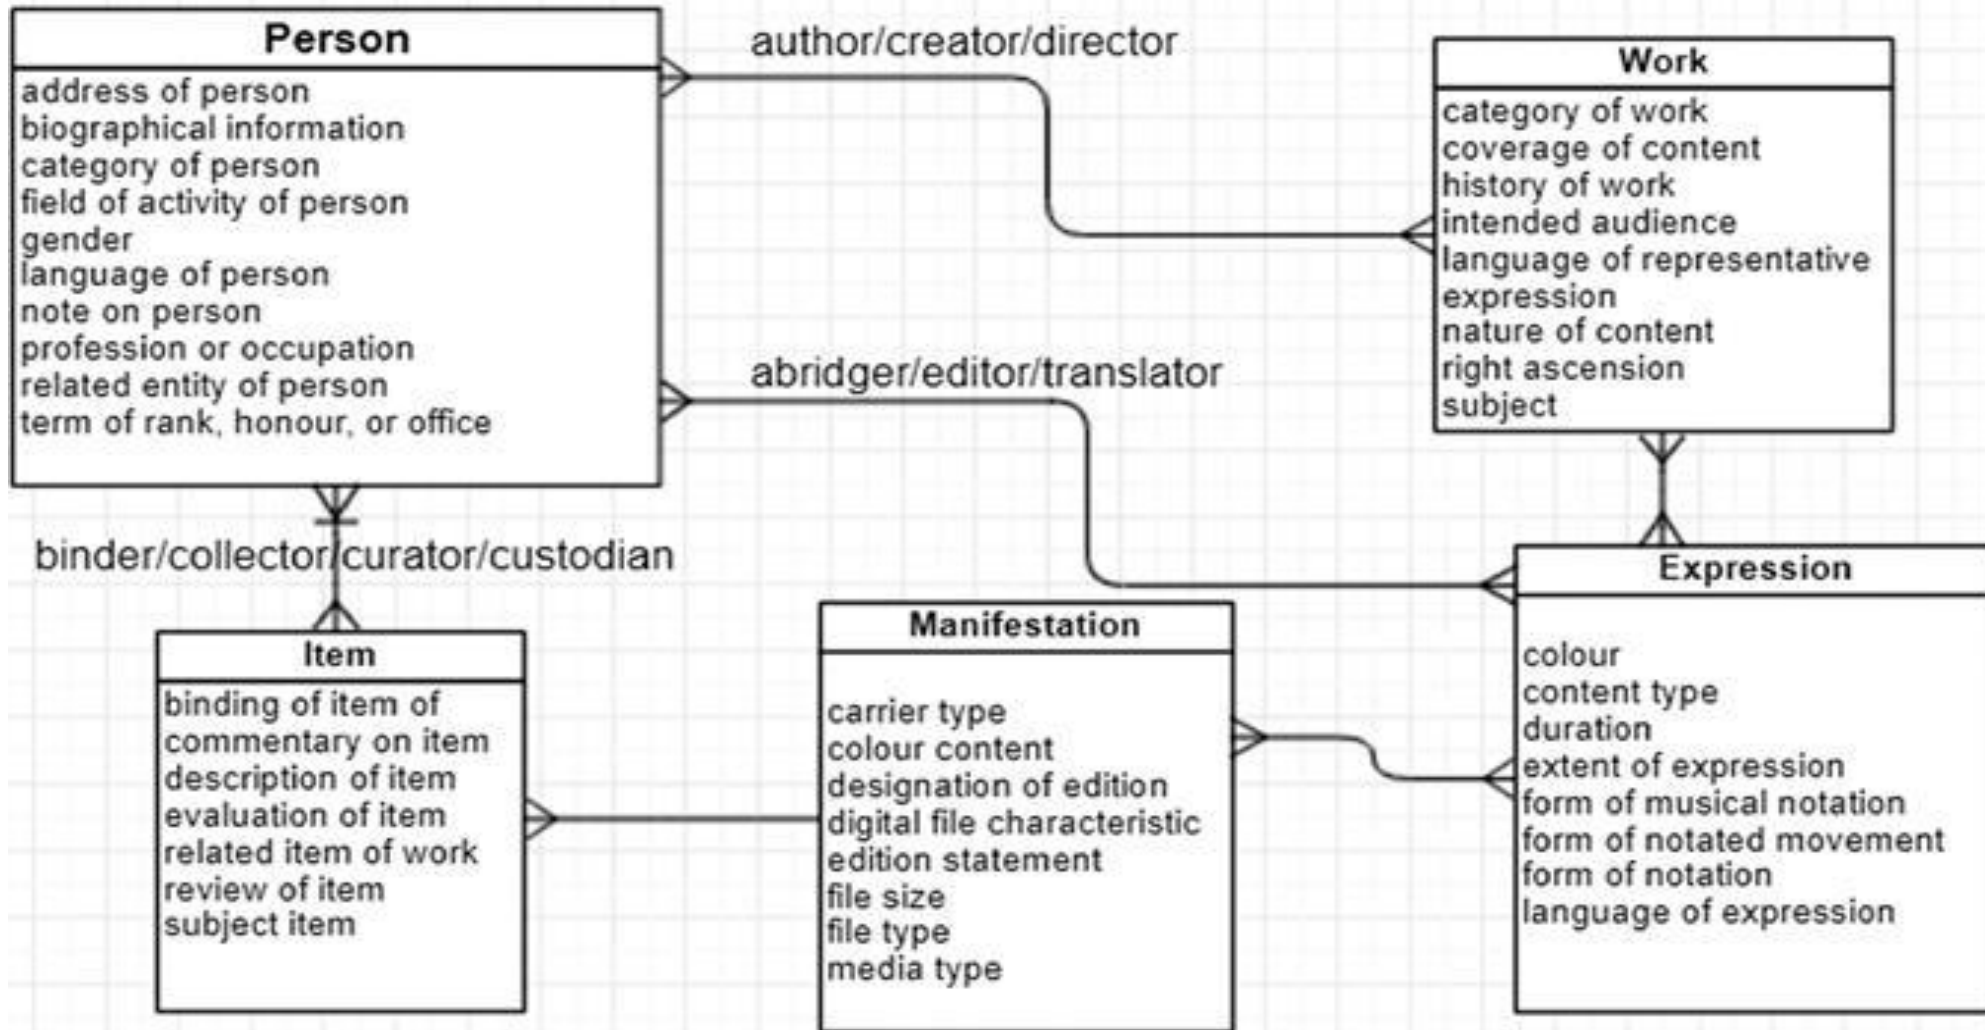 Person
address of person
biographical information
category of person
field of activity of person
gender
language of person
note on person
profession or occupation
related entity of person
term of rank, honour, or office
author/creator/director
Work
category of work
coverage of content
history of work
intended audience
language of representative
expression
nature of content
right ascension
subject
abridger/editor/translator
binder/collector/curator/custodian
Item
binding of item of
commentary on item
description of item
evaluation of item
related item of work
review of item
subject item
Manifestation
carrier type
colour content
designation of edition
digital file characteristic
edition statement
file size
file type
media type
Expression
colour
content type
duration
extent of expression
form of musical notation
form of notated movement
form of notation
language of expression